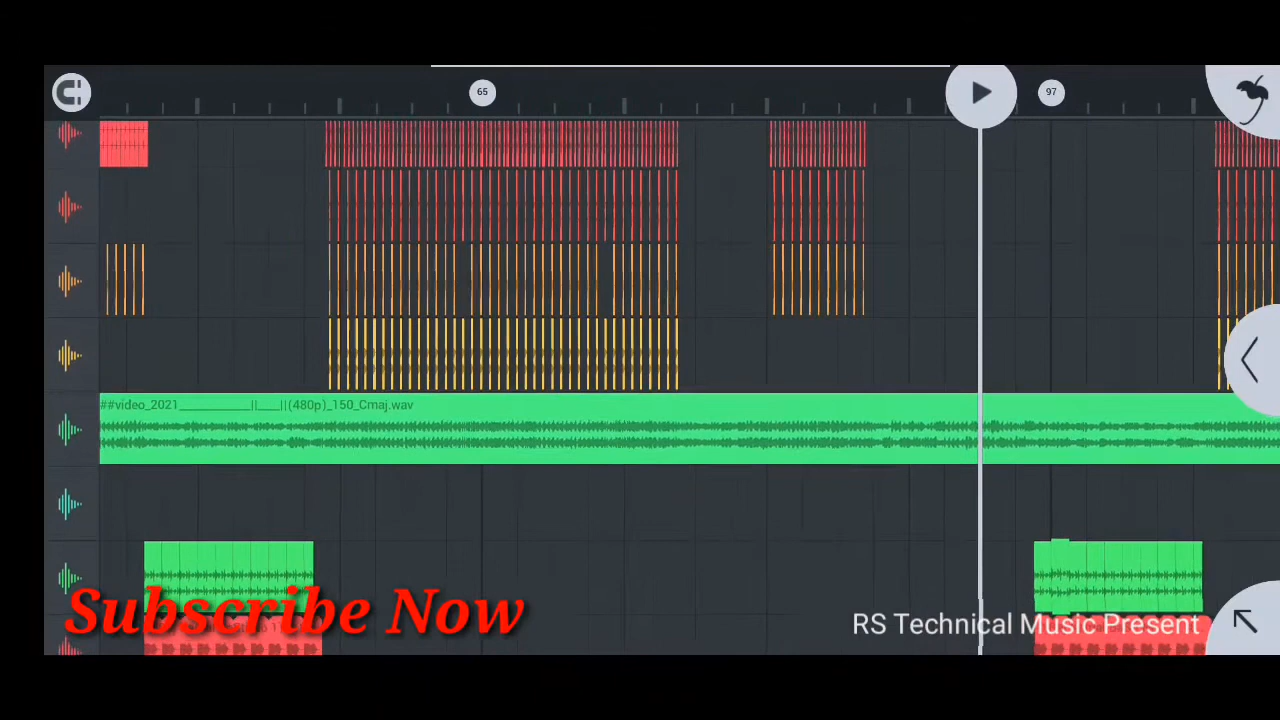 65
97
##video_2021____________||____||(480p)_150_Cmaj.wav
Subscribe Now
RS Technical Music Present